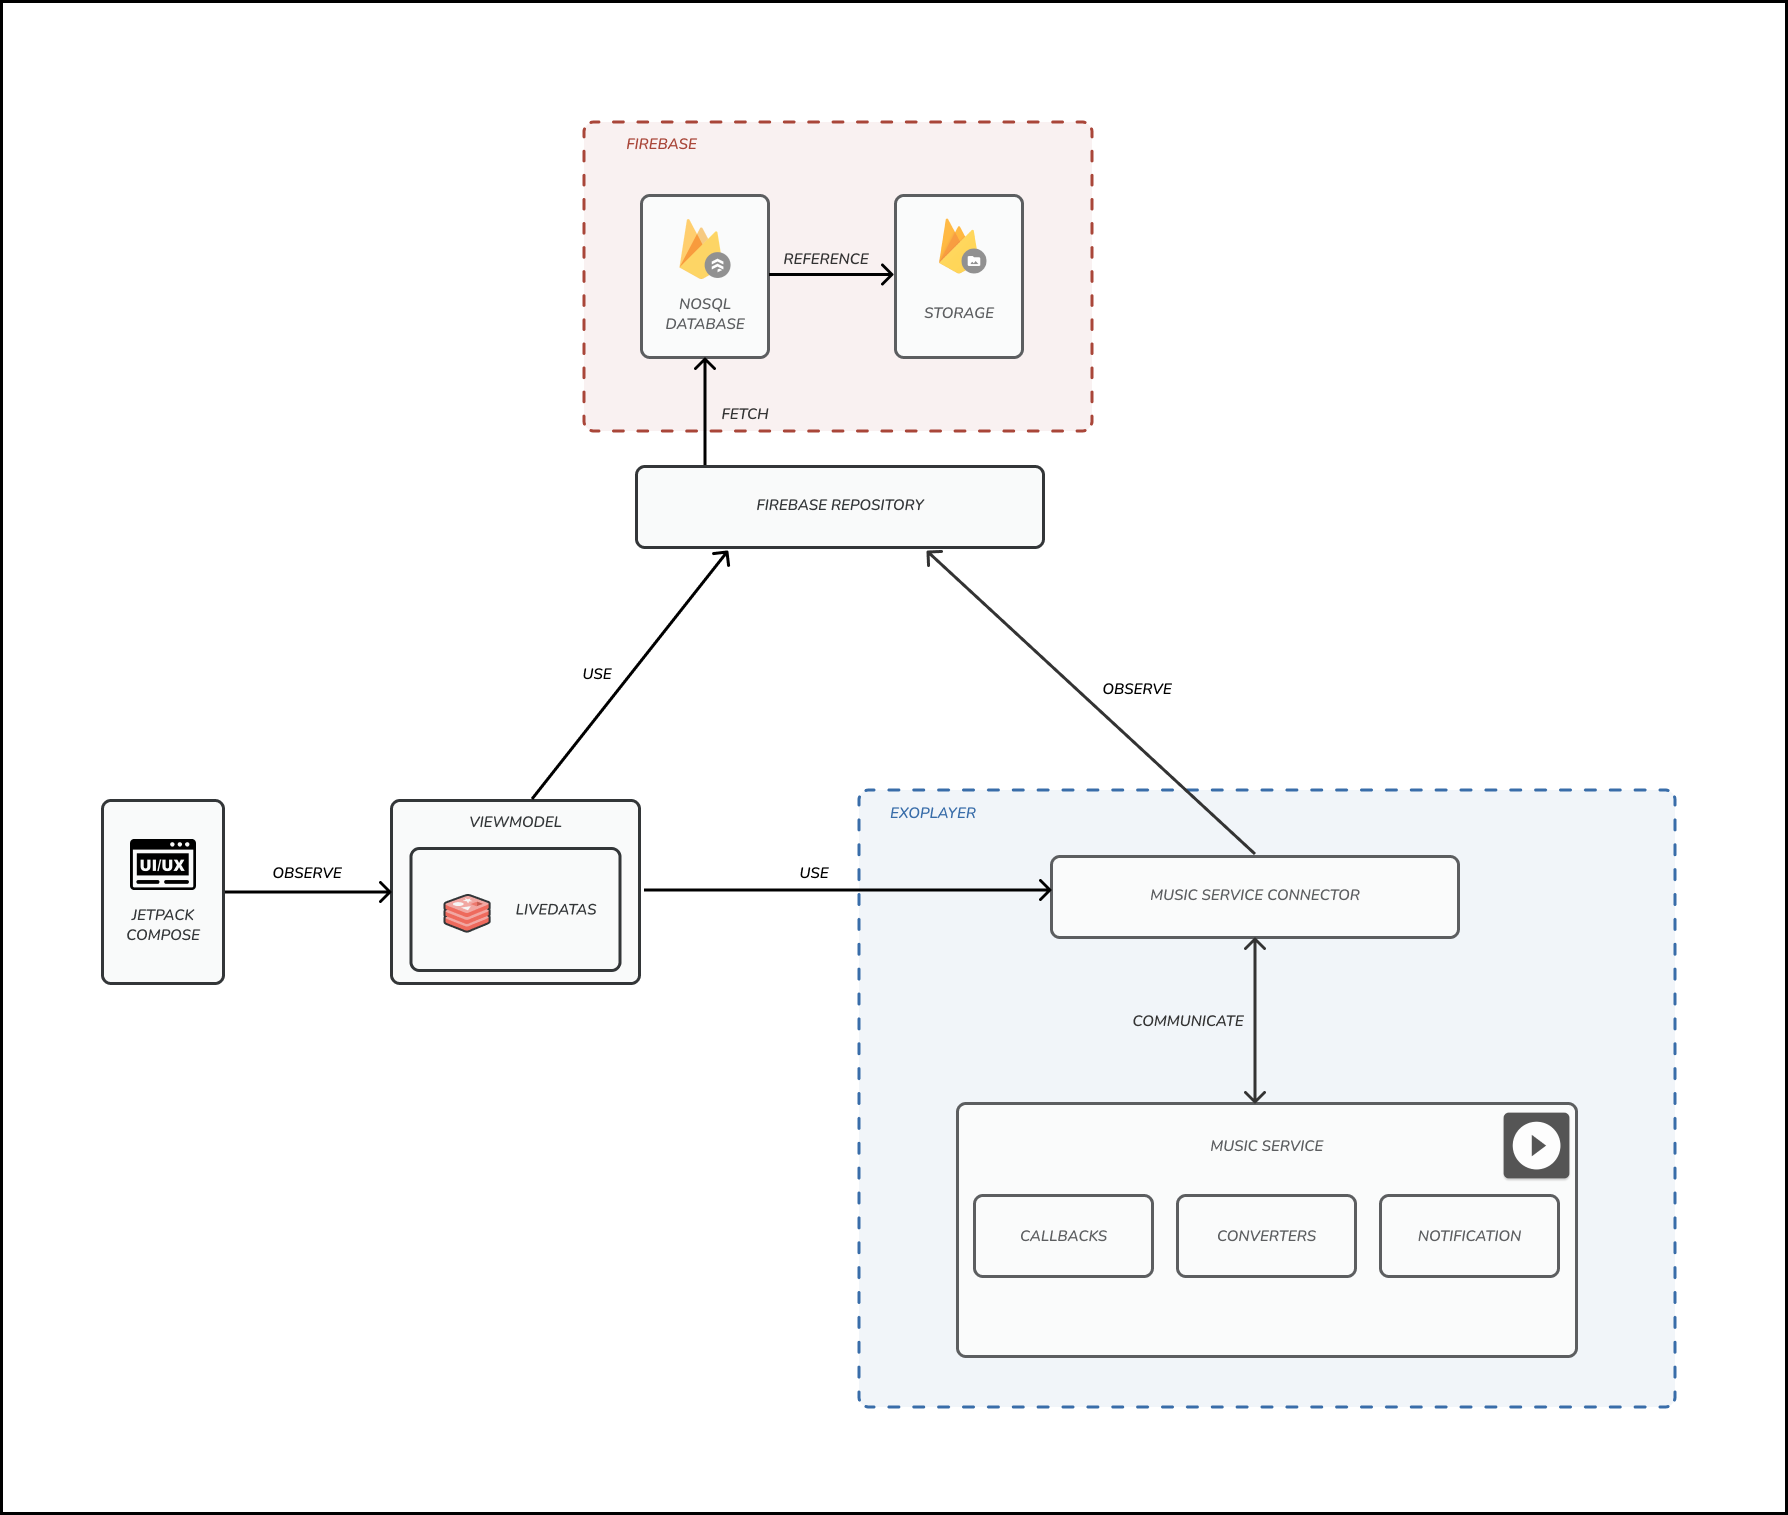 FIREBASE
REFERENCE
NOSQL
DATABASE
STORAGE
FETCH
FIREBASE REPOSITORY
USE
OBSERVE
EXOPLAYER
VIEWMODEL
UI/UX
OBSERVE
USE
JETPACK
COMPOSE
LIVEDATAS
MUSIC SERVICE CONNECTOR
COMMUNICATE
MUSIC SERVICE
CALLBACKS
CONVERTERS
NOTIFICATION